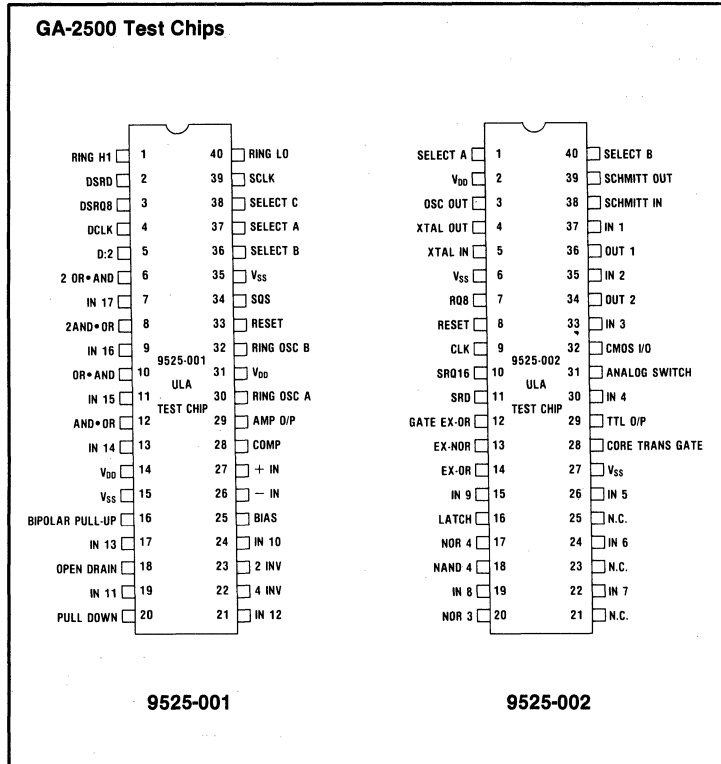 GA-2500 Test Chips
RING H1 1 40 RING LO
DSRD 2 39 SCLK
DSRQ8 3 38 SELECT C
DCLK 4 37 SELECT A
D:2 5 36 SELECT B
2 OR•AND 6 35 VSS
IN 17 7 34 SQS
2AND•OR 8 33 RESET
IN 16 9 32 RING OSC B
9525-001
OR•AND 10 31 VDD
ULA
IN 15 11 30 RING OSC A
TEST CHIP
AND•OR 12 29 AMP O/P
IN 14 13 28 COMP
VDD 14 27 + IN
VSS 15 26 − IN
BIPOLAR PULL-UP 16 25 BIAS
IN 13 17 24 IN 10
OPEN DRAIN 18 23 2 INV
IN 11 19 22 4 INV
PULL DOWN 20 21 IN 12
9525-001
SELECT A 1 40 SELECT B
VDD 2 39 SCHMITT OUT
OSC OUT 3 38 SCHMITT IN
XTAL OUT 4 37 IN 1
XTAL IN 5 36 OUT 1
VSS 6 35 IN 2
RQ8 7 34 OUT 2
RESET 8 33 IN 3
CLK 9 32 CMOS I/O
9525-002
SRQ16 10 31 ANALOG SWITCH
ULA
SRD 11 30 IN 4
TEST CHIP
GATE EX-OR 12 29 TTL O/P
EX-NOR 13 28 CORE TRANS GATE
EX-OR 14 27 VSS
IN 9 15 26 IN 5
LATCH 16 25 N.C.
NOR 4 17 24 IN 6
NAND 4 18 23 N.C.
IN 8 19 22 IN 7
NOR 3 20 21 N.C.
9525-002